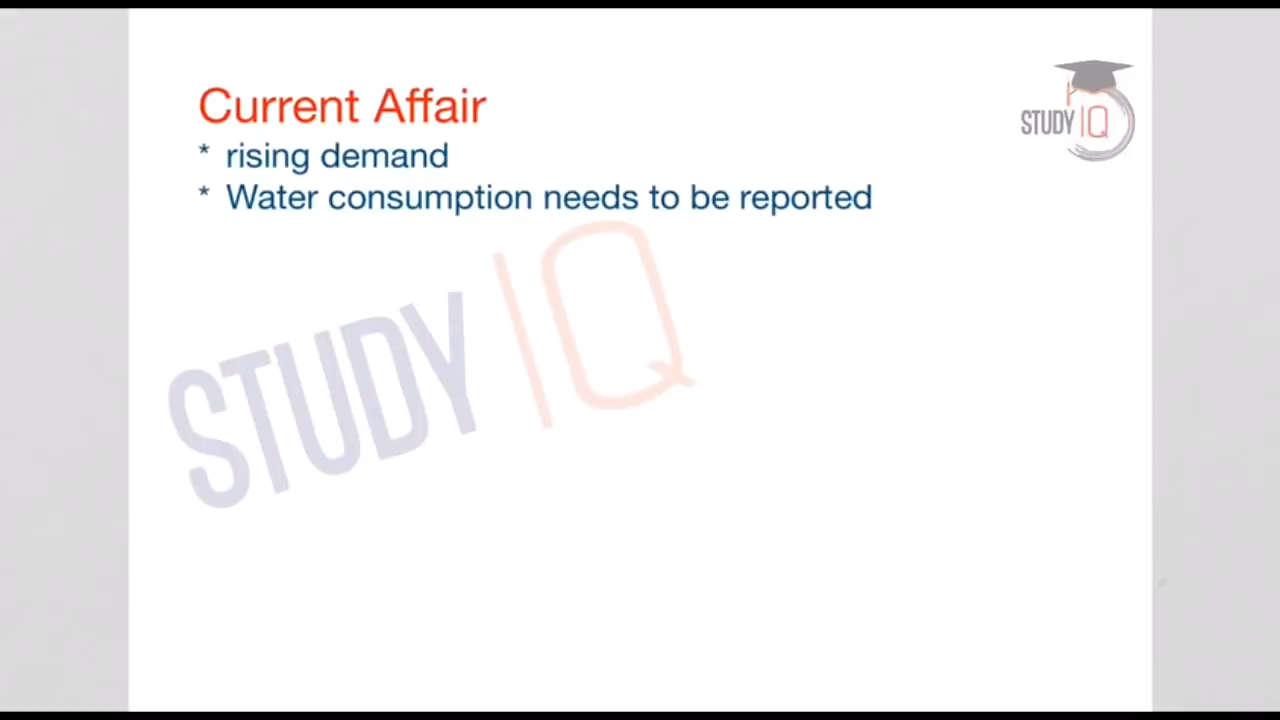 Current Affair
* rising demand
* Water consumption needs to be reported
STUDY IQ
STUDY IQ